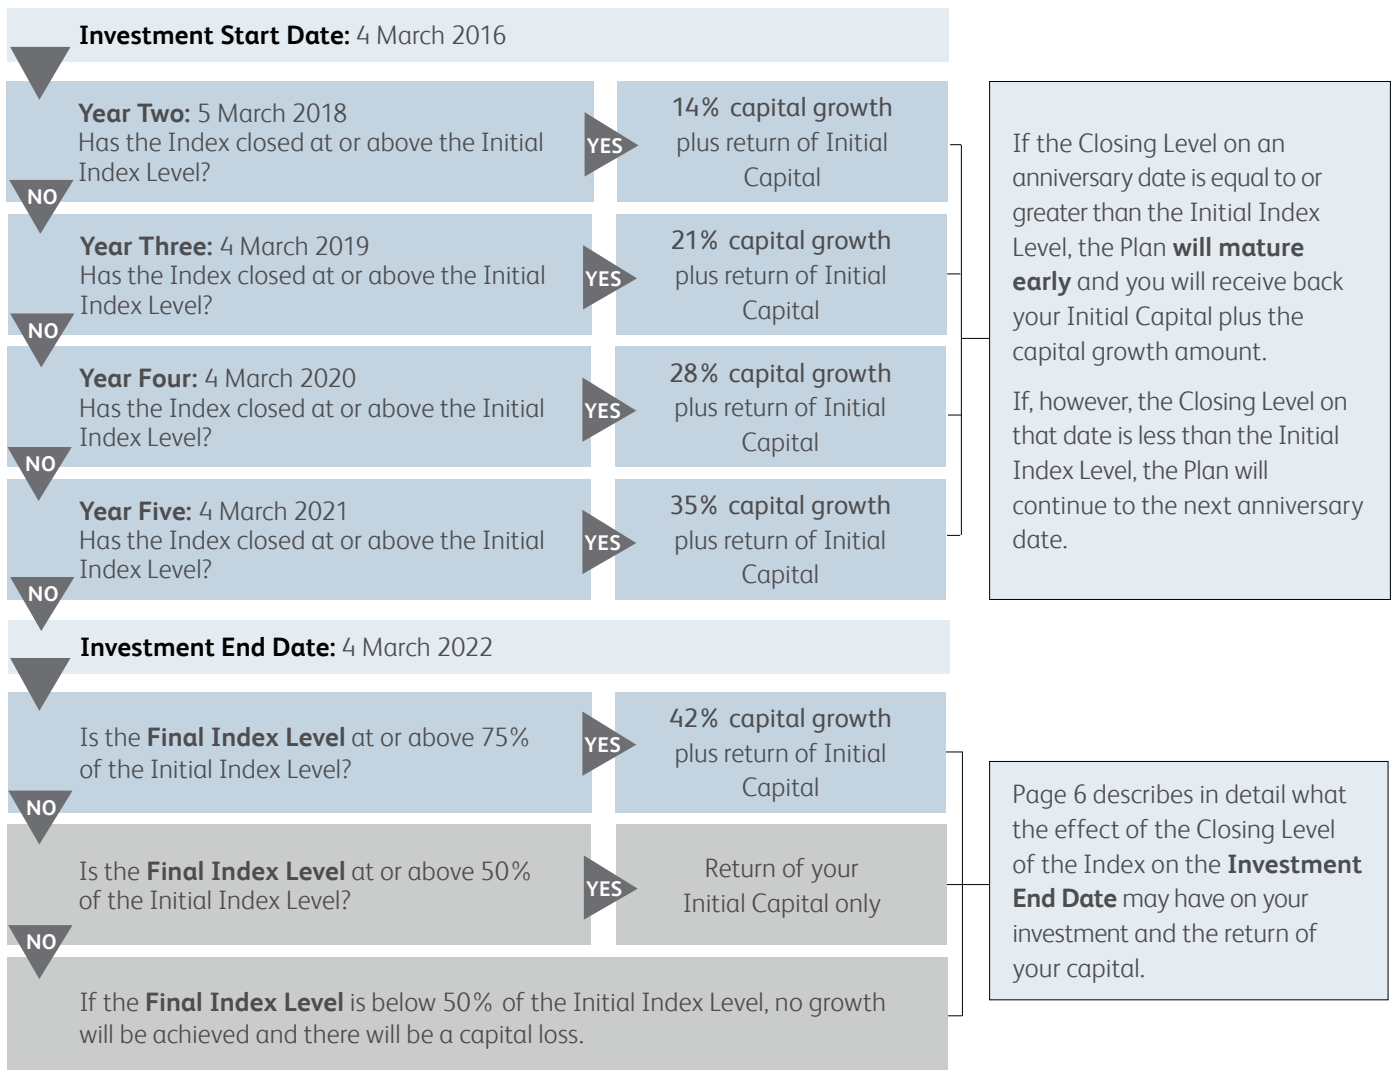 Investment Start Date: 4 March 2016
Year Two: 5 March 2018
Has the Index closed at or above the Initial
Index Level?
YES
14% capital growth
plus return of Initial
Capital
NO
Year Three: 4 March 2019
Has the Index closed at or above the Initial
Index Level?
YES
21% capital growth
plus return of Initial
Capital
NO
Year Four: 4 March 2020
Has the Index closed at or above the Initial
Index Level?
YES
28% capital growth
plus return of Initial
Capital
NO
Year Five: 4 March 2021
Has the Index closed at or above the Initial
Index Level?
YES
35% capital growth
plus return of Initial
Capital
NO
If the Closing Level on an
anniversary date is equal to or
greater than the Initial Index
Level, the Plan will mature
early and you will receive back
your Initial Capital plus the
capital growth amount.
If, however, the Closing Level on
that date is less than the Initial
Index Level, the Plan will
continue to the next anniversary
date.
Investment End Date: 4 March 2022
Is the Final Index Level at or above 75%
of the Initial Index Level?
YES
42% capital growth
plus return of Initial
Capital
NO
Is the Final Index Level at or above 50%
of the Initial Index Level?
YES
Return of your
Initial Capital only
NO
If the Final Index Level is below 50% of the Initial Index Level, no growth
will be achieved and there will be a capital loss.
Page 6 describes in detail what
the effect of the Closing Level
of the Index on the Investment
End Date may have on your
investment and the return of
your capital.